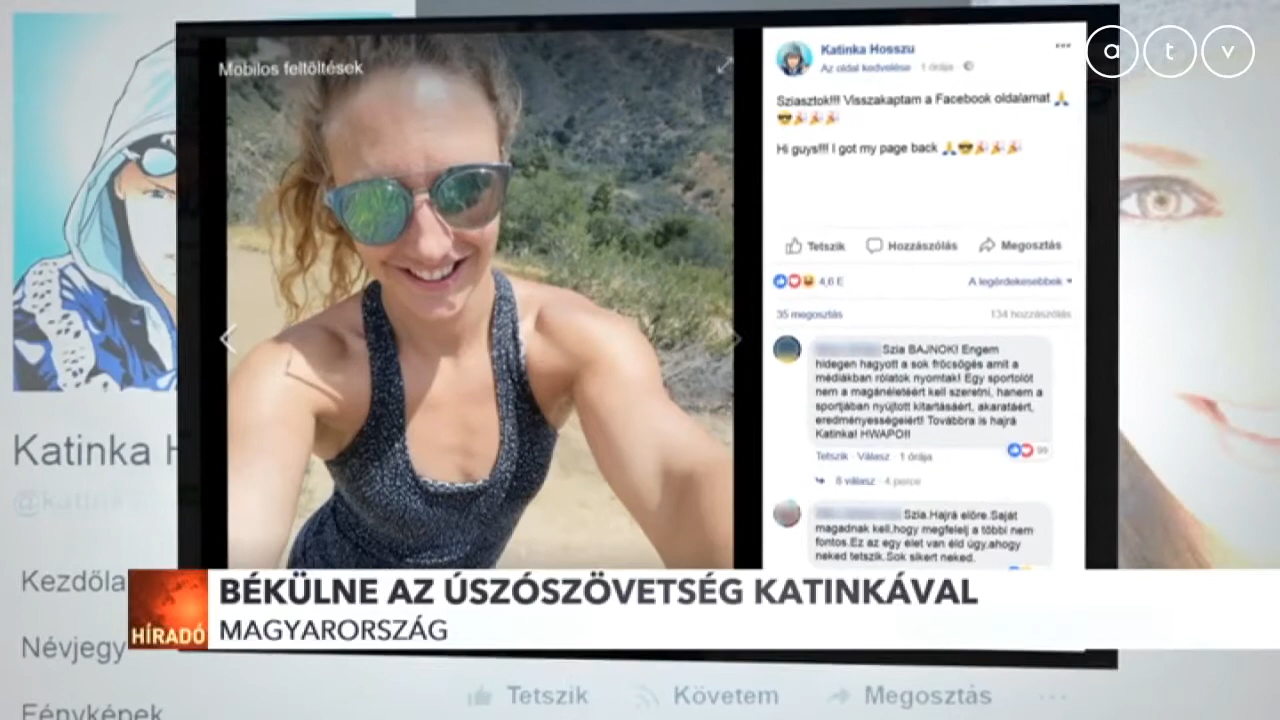 a t v
Mobilos feltöltések
Katinka Hosszu
Az oldal kedvelése · 1 órája
Sziasztok!!! Visszakaptam a Facebook oldalamat
Hi guys!!! I got my page back
Tetszik Hozzászólás Megosztás
4,6 E A legérdekesebbek
35 megosztás 134 hozzászólás
Szia BAJNOK! Engem
hidegen hagyott a sok fröcsögés amit a
médiákban rólatok nyomtak! Egy sportolót
nem a magánéletéért kell szeretni, hanem a
sportjában nyújtott kitartásáért, akaratáért,
eredményességeiért! Továbbra is hajrá
Katinka! HWAPO!!
99
Tetszik · Válasz · 1 órája
8 válasz · 4 perce
Szia.Hajrá előre.Saját
magadnak kell,hogy megfelelj a többi nem
fontos.Ez az egy élet van éld úgy,ahogy
neked tetszik.Sok sikert neked.
Katinka H
Kezdőla
Névjegy
Fényképek
HÍRADÓ
BÉKÜLNE AZ ÚSZÓSZÖVETSÉG KATINKÁVAL
MAGYARORSZÁG
Tetszik Követem Megosztás